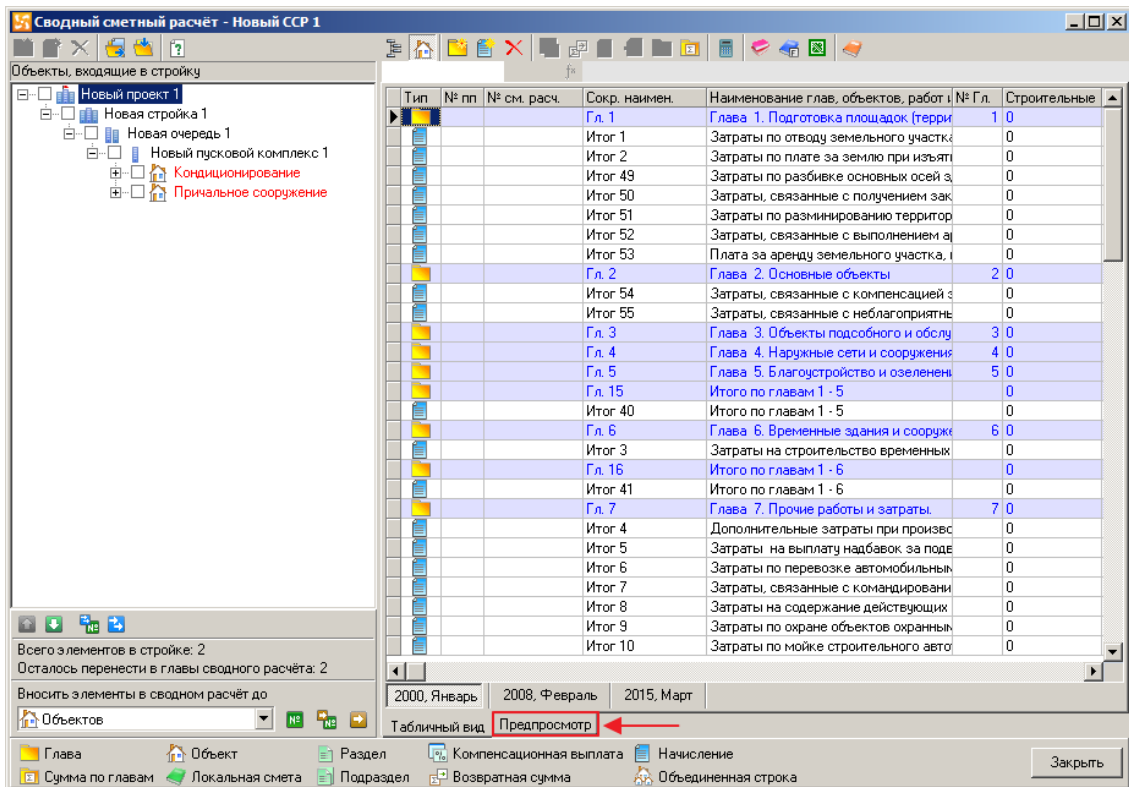 Сводный сметный расчёт - Новый ССР 1
Объекты, входящие в стройку
Новый проект 1
Новая стройка 1
Новая очередь 1
Новый пусковой комплекс 1
Кондиционирование
Причальное сооружение
Всего элементов в стройке: 2
Осталось перенести в главы сводного расчёта: 2
Вносить элементы в сводном расчёт до
Объектов
Тип № пп № см. расч. Сокр. наимен. Наименование глав, объектов, работ и № Гл. Строительные
Гл. 1 Глава 1. Подготовка площадок (терри 1 0
Итог 1 Затраты по отводу земельного участка 0
Итог 2 Затраты по плате за землю при изъят 0
Итог 49 Затраты по разбивке основных осей з 0
Итог 50 Затраты, связанные с получением зак 0
Итог 51 Затраты по разминированию территор 0
Итог 52 Затраты, связанные с выполнением а 0
Итог 53 Плата за аренду земельного участка, 0
Гл. 2 Глава 2. Основные объекты 2 0
Итог 54 Затраты, связанные с компенсацией з 0
Итог 55 Затраты, связанные с неблагоприятнь 0
Гл. 3 Глава 3. Объекты подсобного и обслу 3 0
Гл. 4 Глава 4. Наружные сети и сооружения 4 0
Гл. 5 Глава 5. Благоустройство и озеленени 5 0
Гл. 15 Итого по главам 1 - 5 0
Итог 40 Итого по главам 1 - 5 0
Гл. 6 Глава 6. Временные здания и сооруже 6 0
Итог 3 Затраты на строительство временных 0
Гл. 16 Итого по главам 1 - 6 0
Итог 41 Итого по главам 1 - 6 0
Гл. 7 Глава 7. Прочие работы и затраты. 7 0
Итог 4 Дополнительные затраты при произвс 0
Итог 5 Затраты на выплату надбавок за подв 0
Итог 6 Затраты по перевозке автомобильным 0
Итог 7 Затраты, связанные с командировани 0
Итог 8 Затраты на содержание действующих 0
Итог 9 Затраты по охране объектов охранным 0
Итог 10 Затраты по мойке строительного авто 0
2000, Январь 2008, Февраль 2015, Март
Табличный вид Предпросмотр
Глава Объект Раздел Компенсационная выплата Начисление
Сумма по главам Локальная смета Подраздел Возвратная сумма Объединенная строка
Закрыть